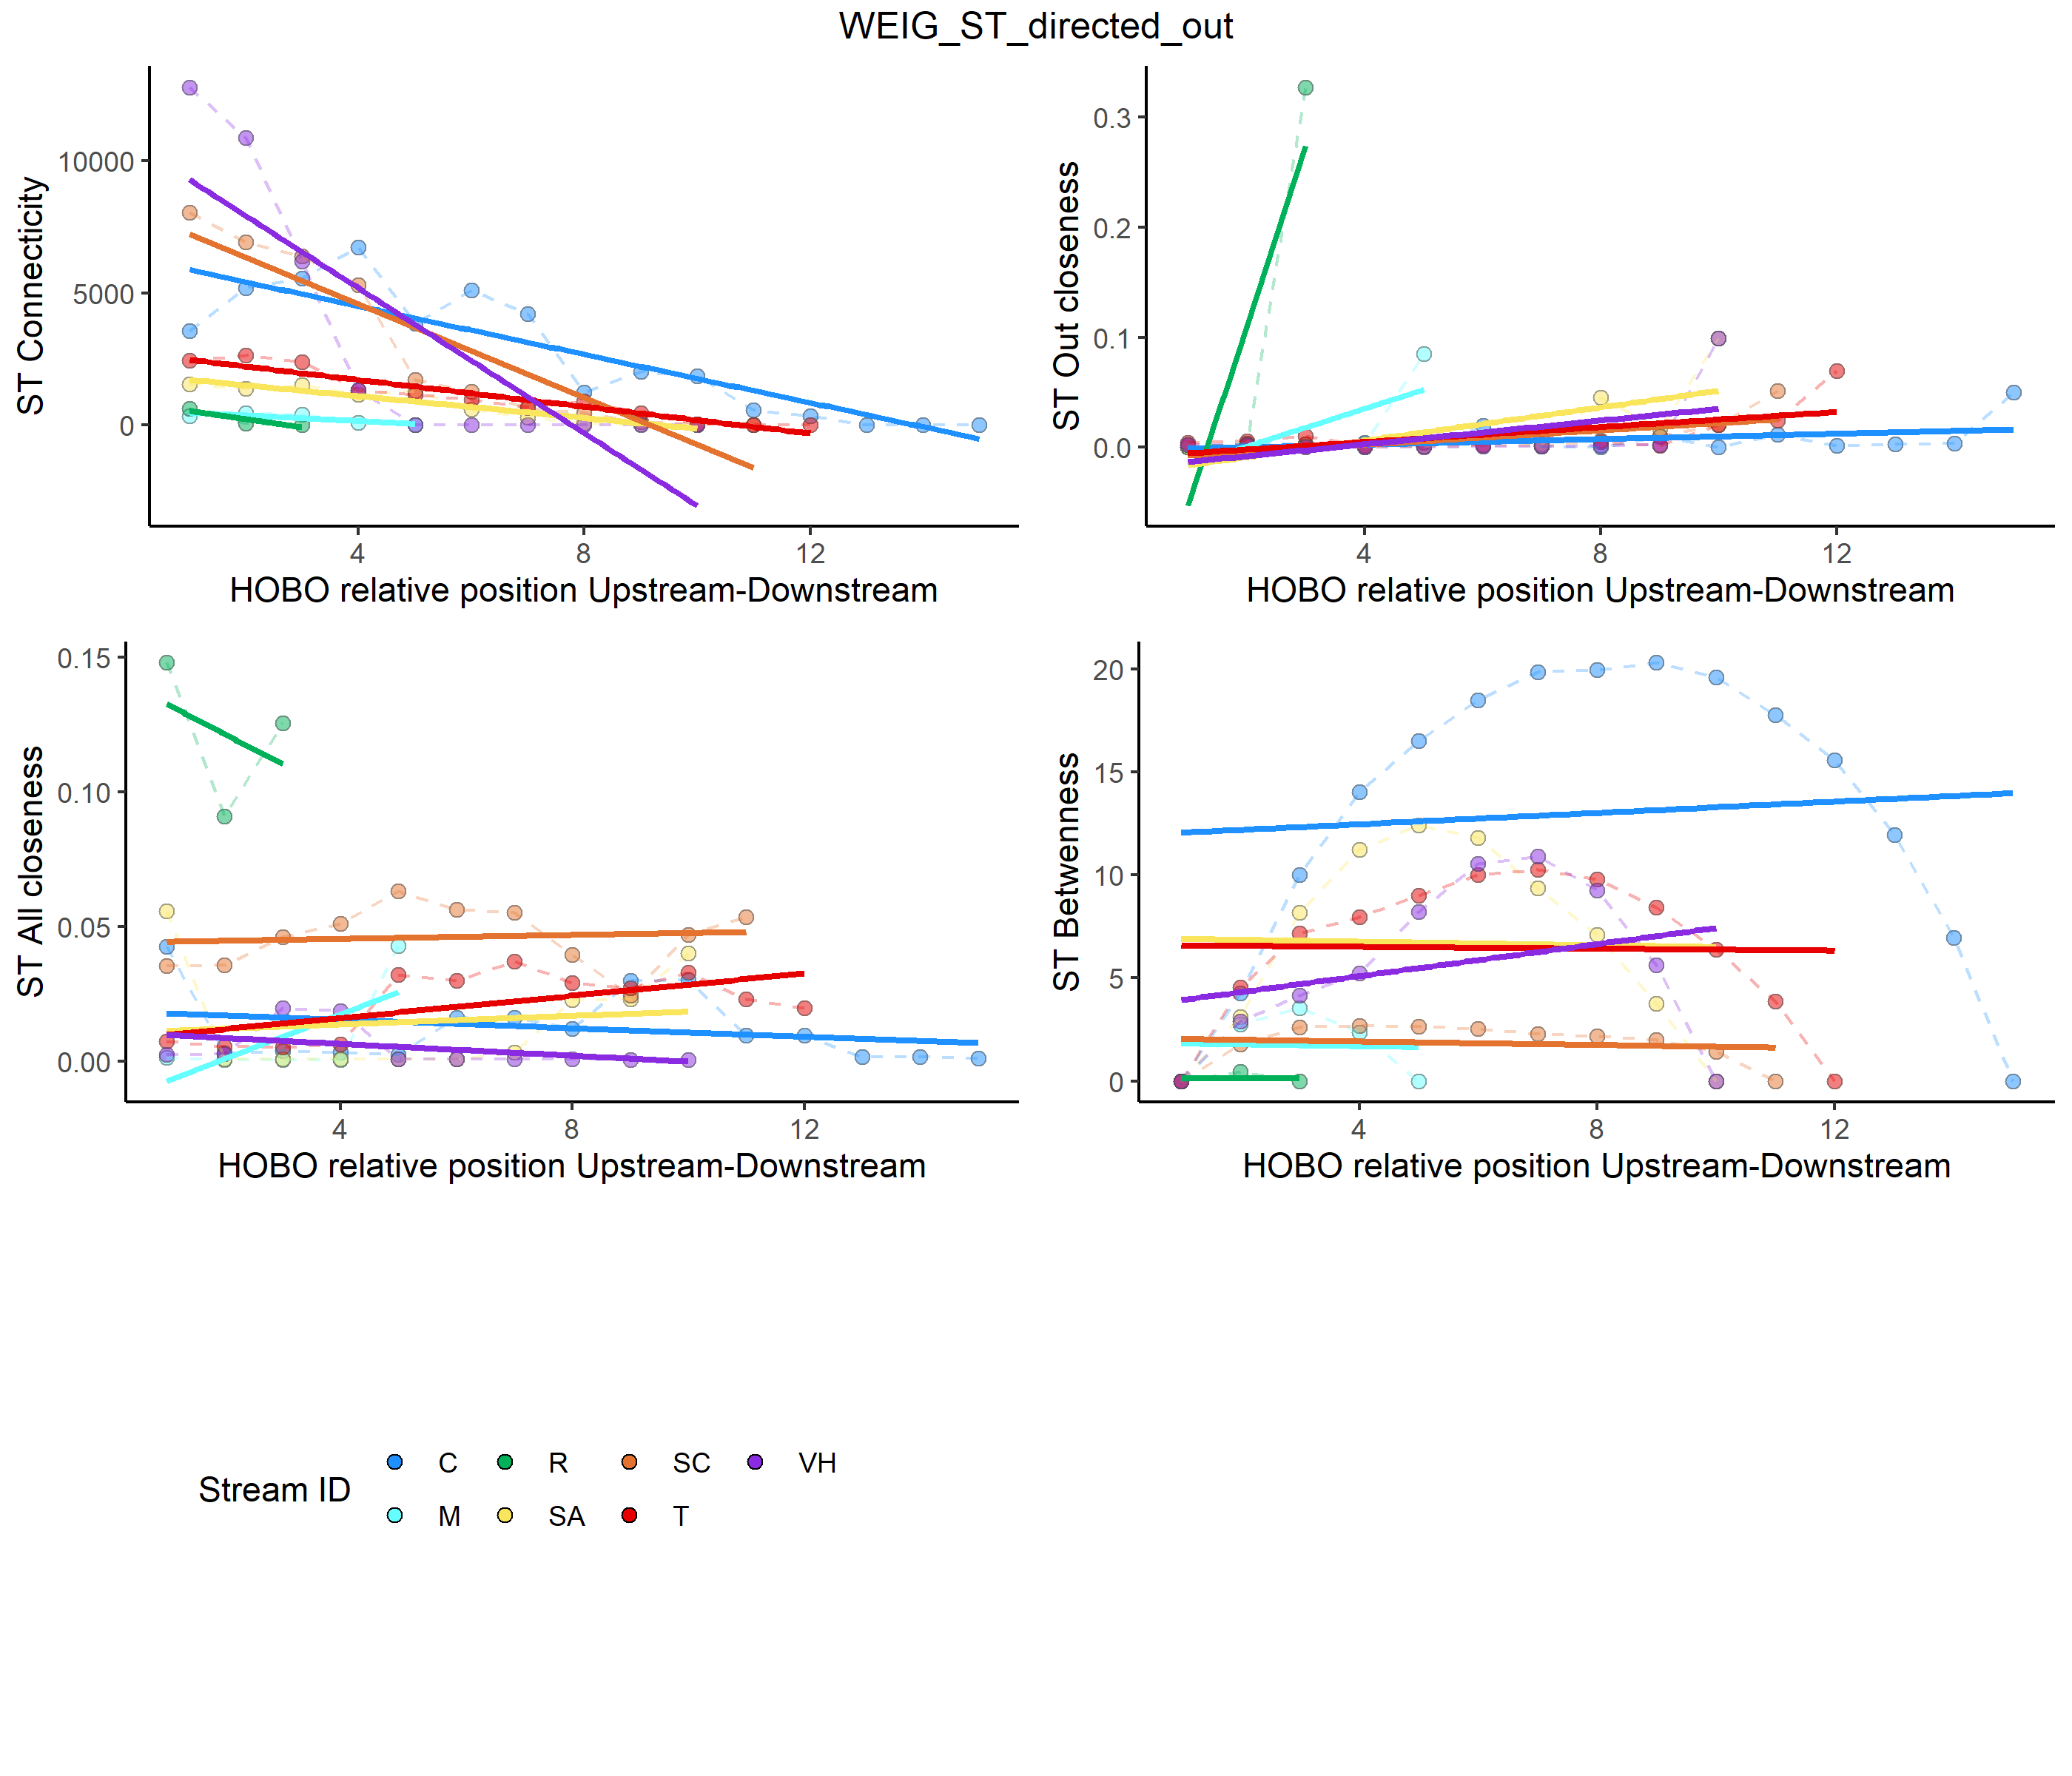 WEIG_ST_directed_out
ST Connecticity
10000
5000
0
4 8 12
HOBO relative position Upstream-Downstream
ST Out closeness
0.3
0.2
0.1
0.0
4 8 12
HOBO relative position Upstream-Downstream
ST All closeness
0.15
0.10
0.05
0.00
4 8 12
HOBO relative position Upstream-Downstream
ST Betwenness
20
15
10
5
0
4 8 12
HOBO relative position Upstream-Downstream
Stream ID
C R SC VH
M SA T